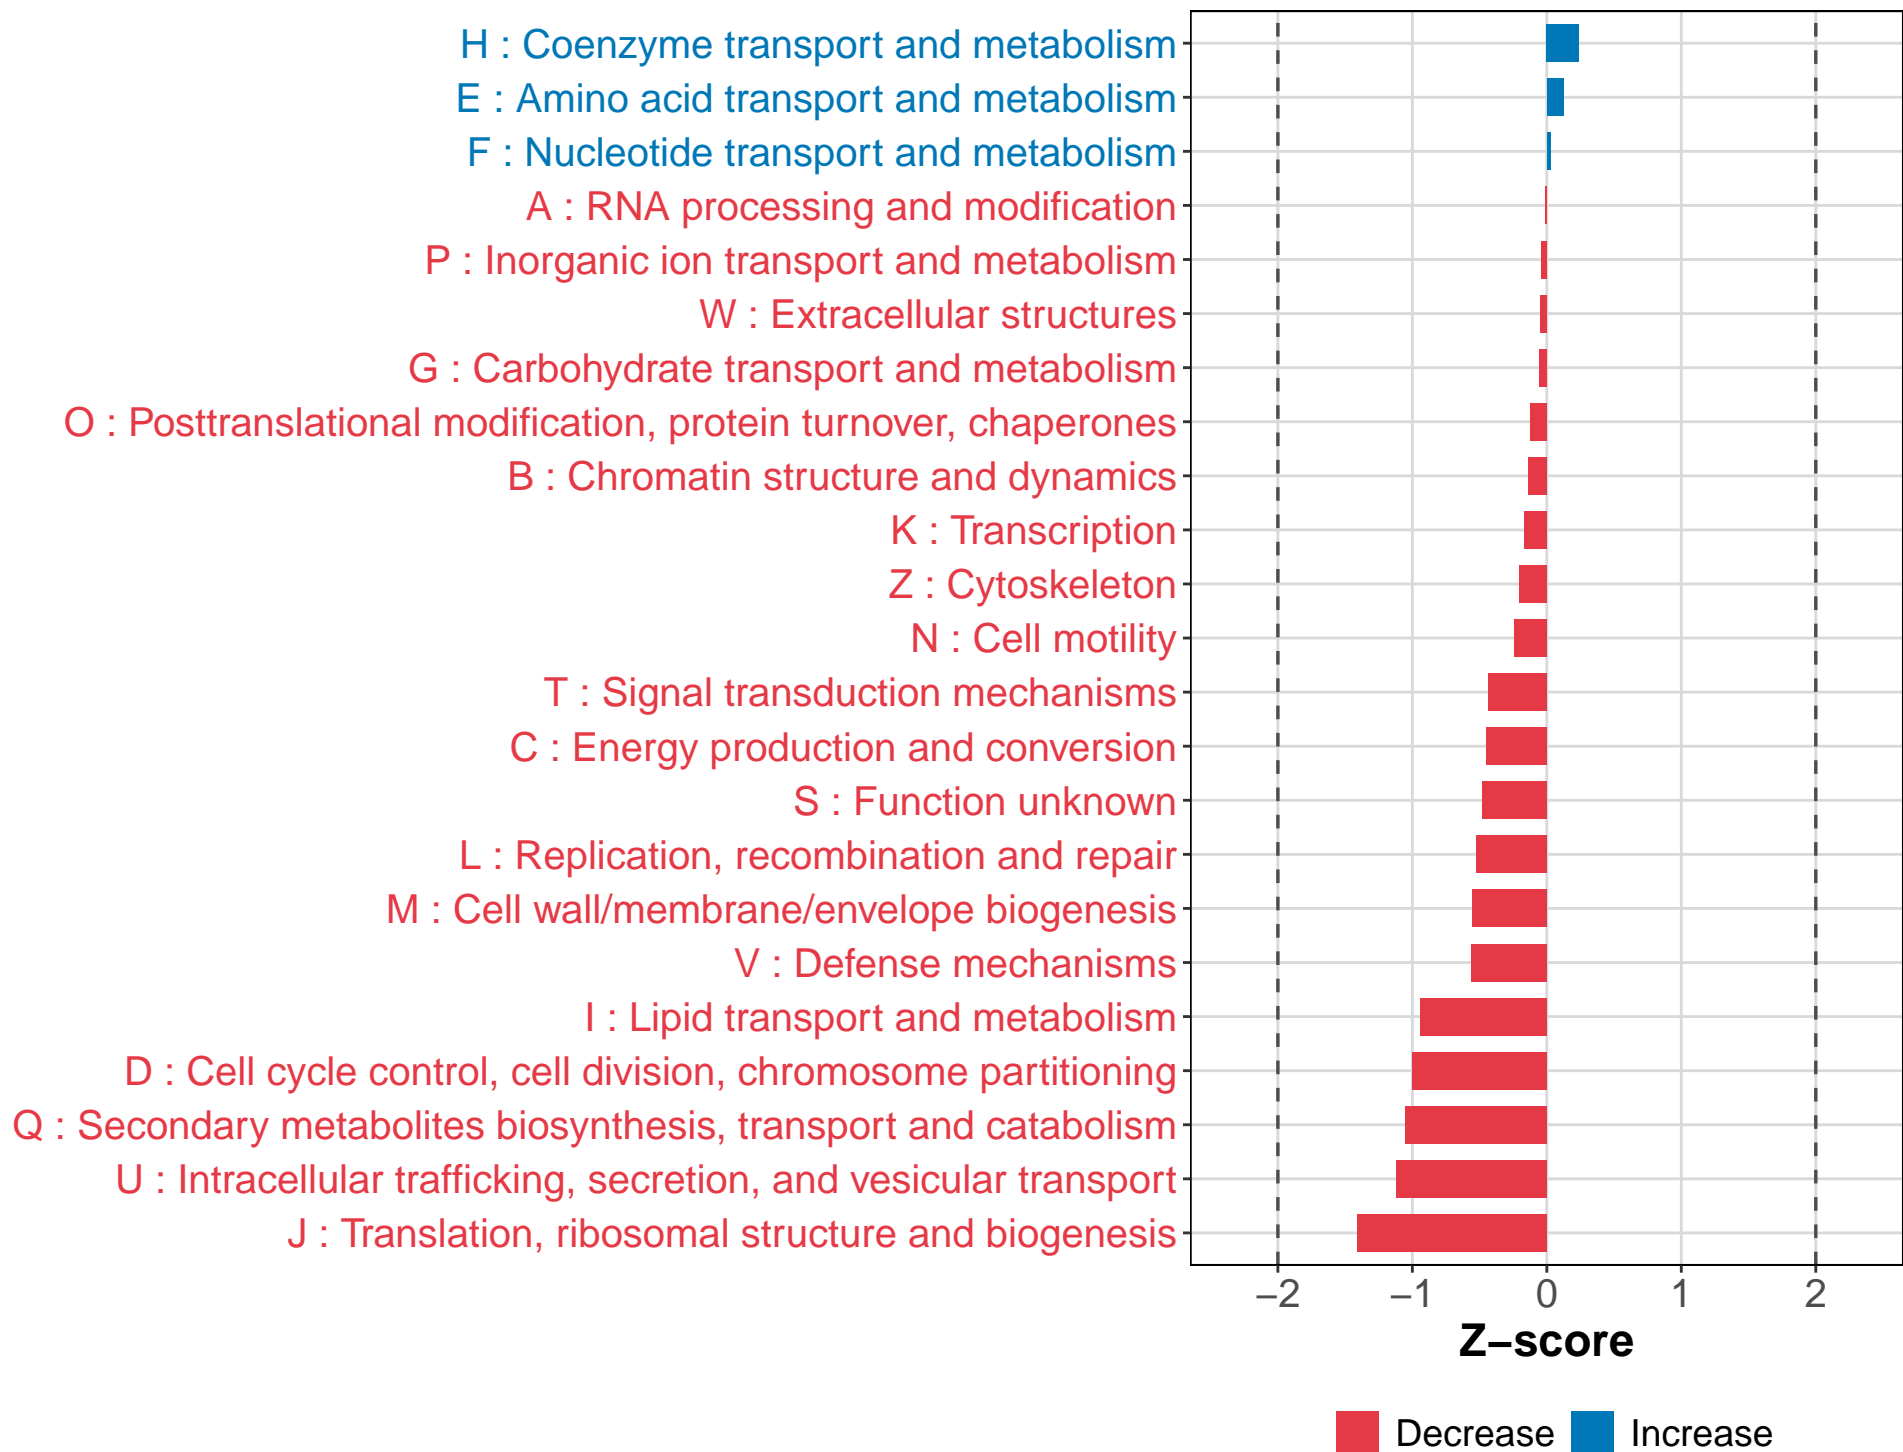 H : Coenzyme transport and metabolism
E : Amino acid transport and metabolism
F : Nucleotide transport and metabolism
A : RNA processing and modification
P : Inorganic ion transport and metabolism
W : Extracellular structures
G : Carbohydrate transport and metabolism
O : Posttranslational modification, protein turnover, chaperones
B : Chromatin structure and dynamics
K : Transcription
Z : Cytoskeleton
N : Cell motility
T : Signal transduction mechanisms
C : Energy production and conversion
S : Function unknown
L : Replication, recombination and repair
M : Cell wall/membrane/envelope biogenesis
V : Defense mechanisms
I : Lipid transport and metabolism
D : Cell cycle control, cell division, chromosome partitioning
Q : Secondary metabolites biosynthesis, transport and catabolism
U : Intracellular trafficking, secretion, and vesicular transport
J : Translation, ribosomal structure and biogenesis
−2 −1 0 1 2
Z−score
Decrease Increase